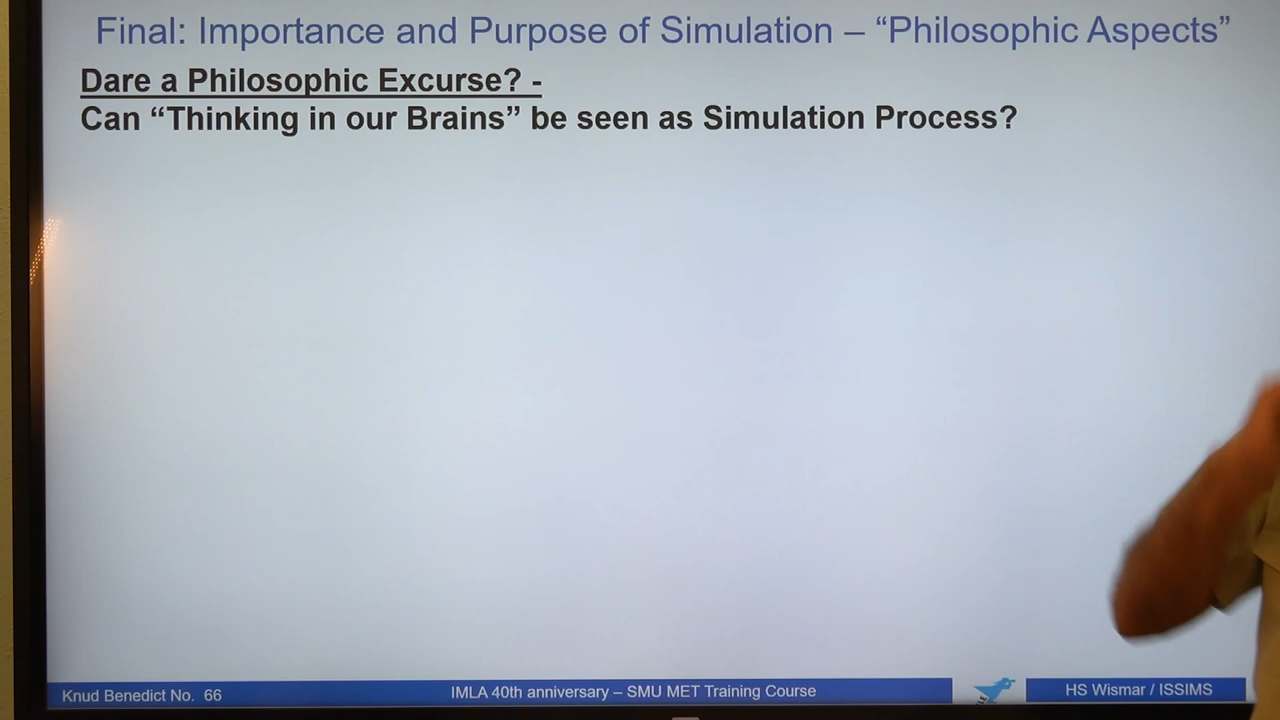 Final: Importance and Purpose of Simulation – “Philosophic Aspects”
Dare a Philosophic Excurse? -
Can “Thinking in our Brains” be seen as Simulation Process?
Knud Benedict No. 66
IMLA 40th anniversary – SMU MET Training Course
HS Wismar / ISSIMS